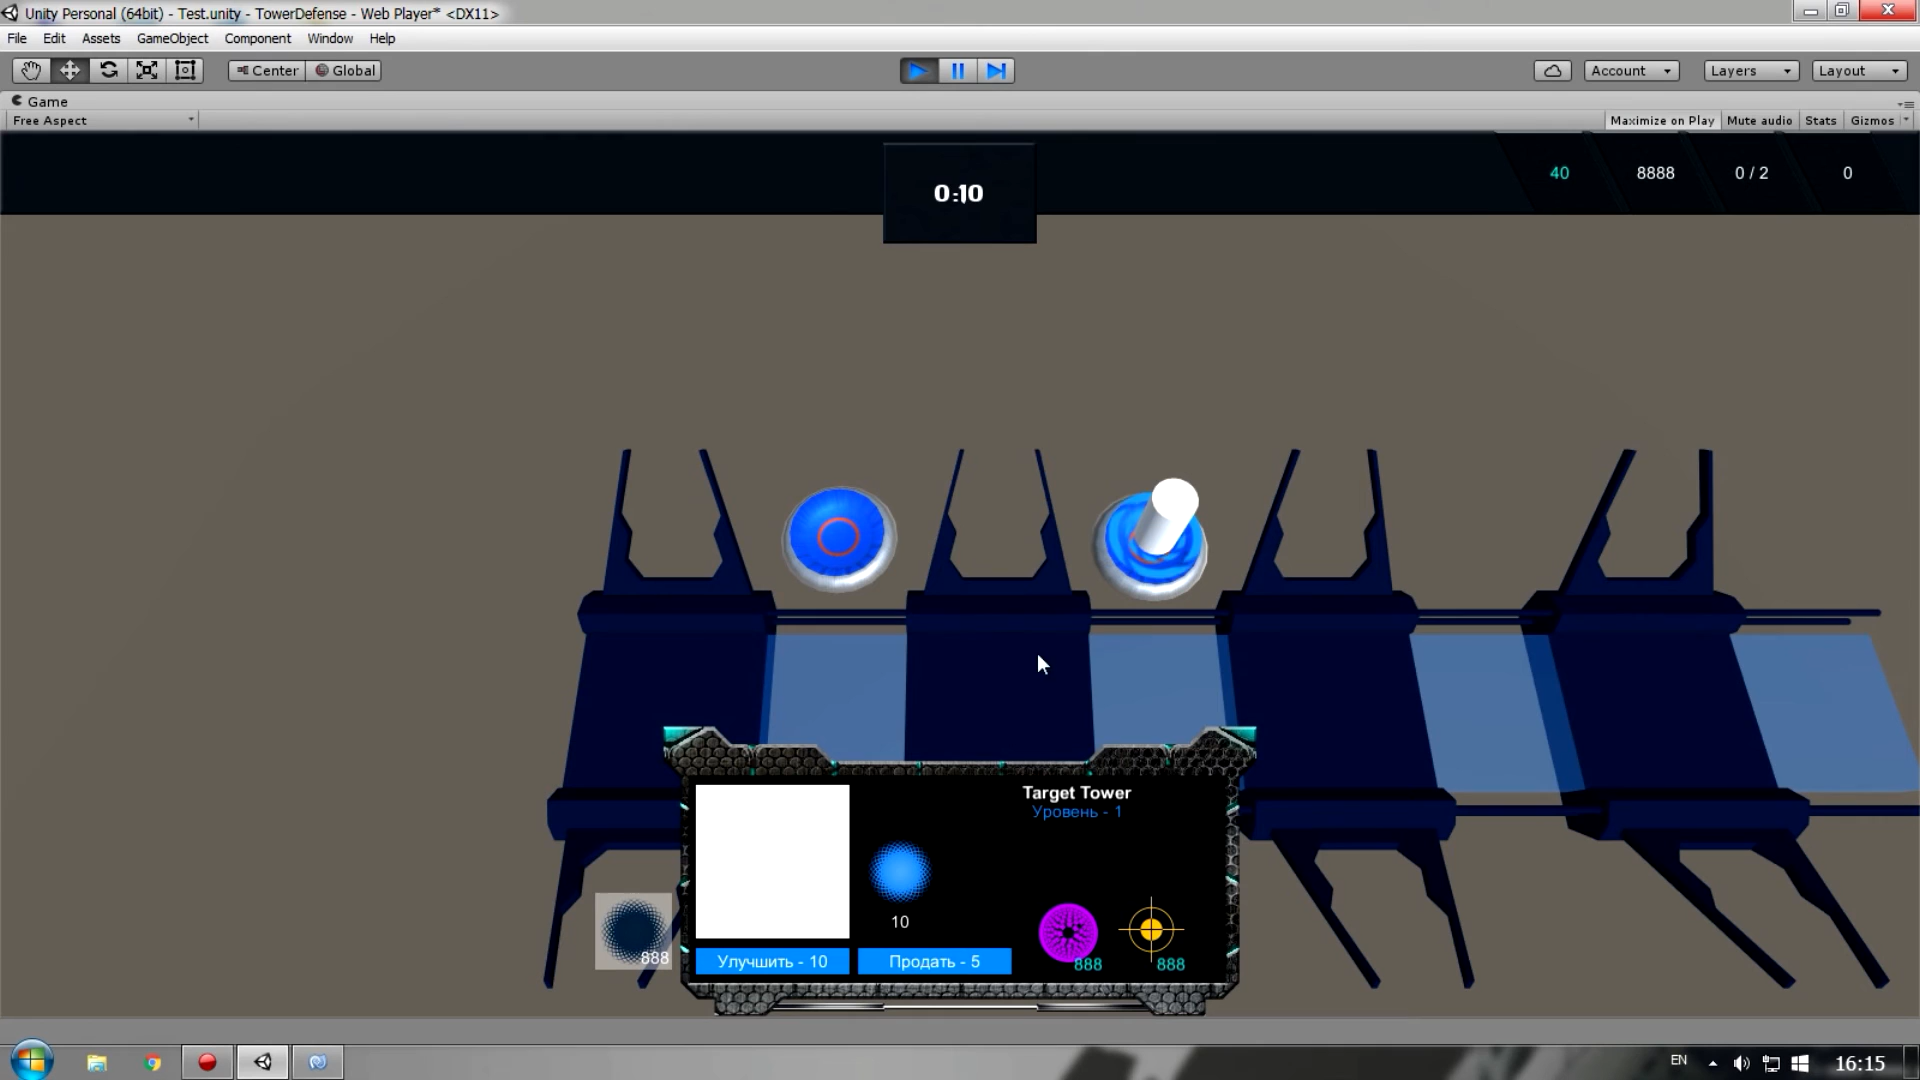 Unity Personal (64bit) - Test.unity - TowerDefense - Web Player* <DX11>
File Edit Assets GameObject Component Window Help
Center Global Account Layers Layout
Game
Free Aspect Maximize on Play Mute audio Stats Gizmos
0:10 40 8888 0 / 2 0
Target Tower
Уровень - 1
10
888
Улучшить - 10 Продать - 5 888 888
EN 16:15